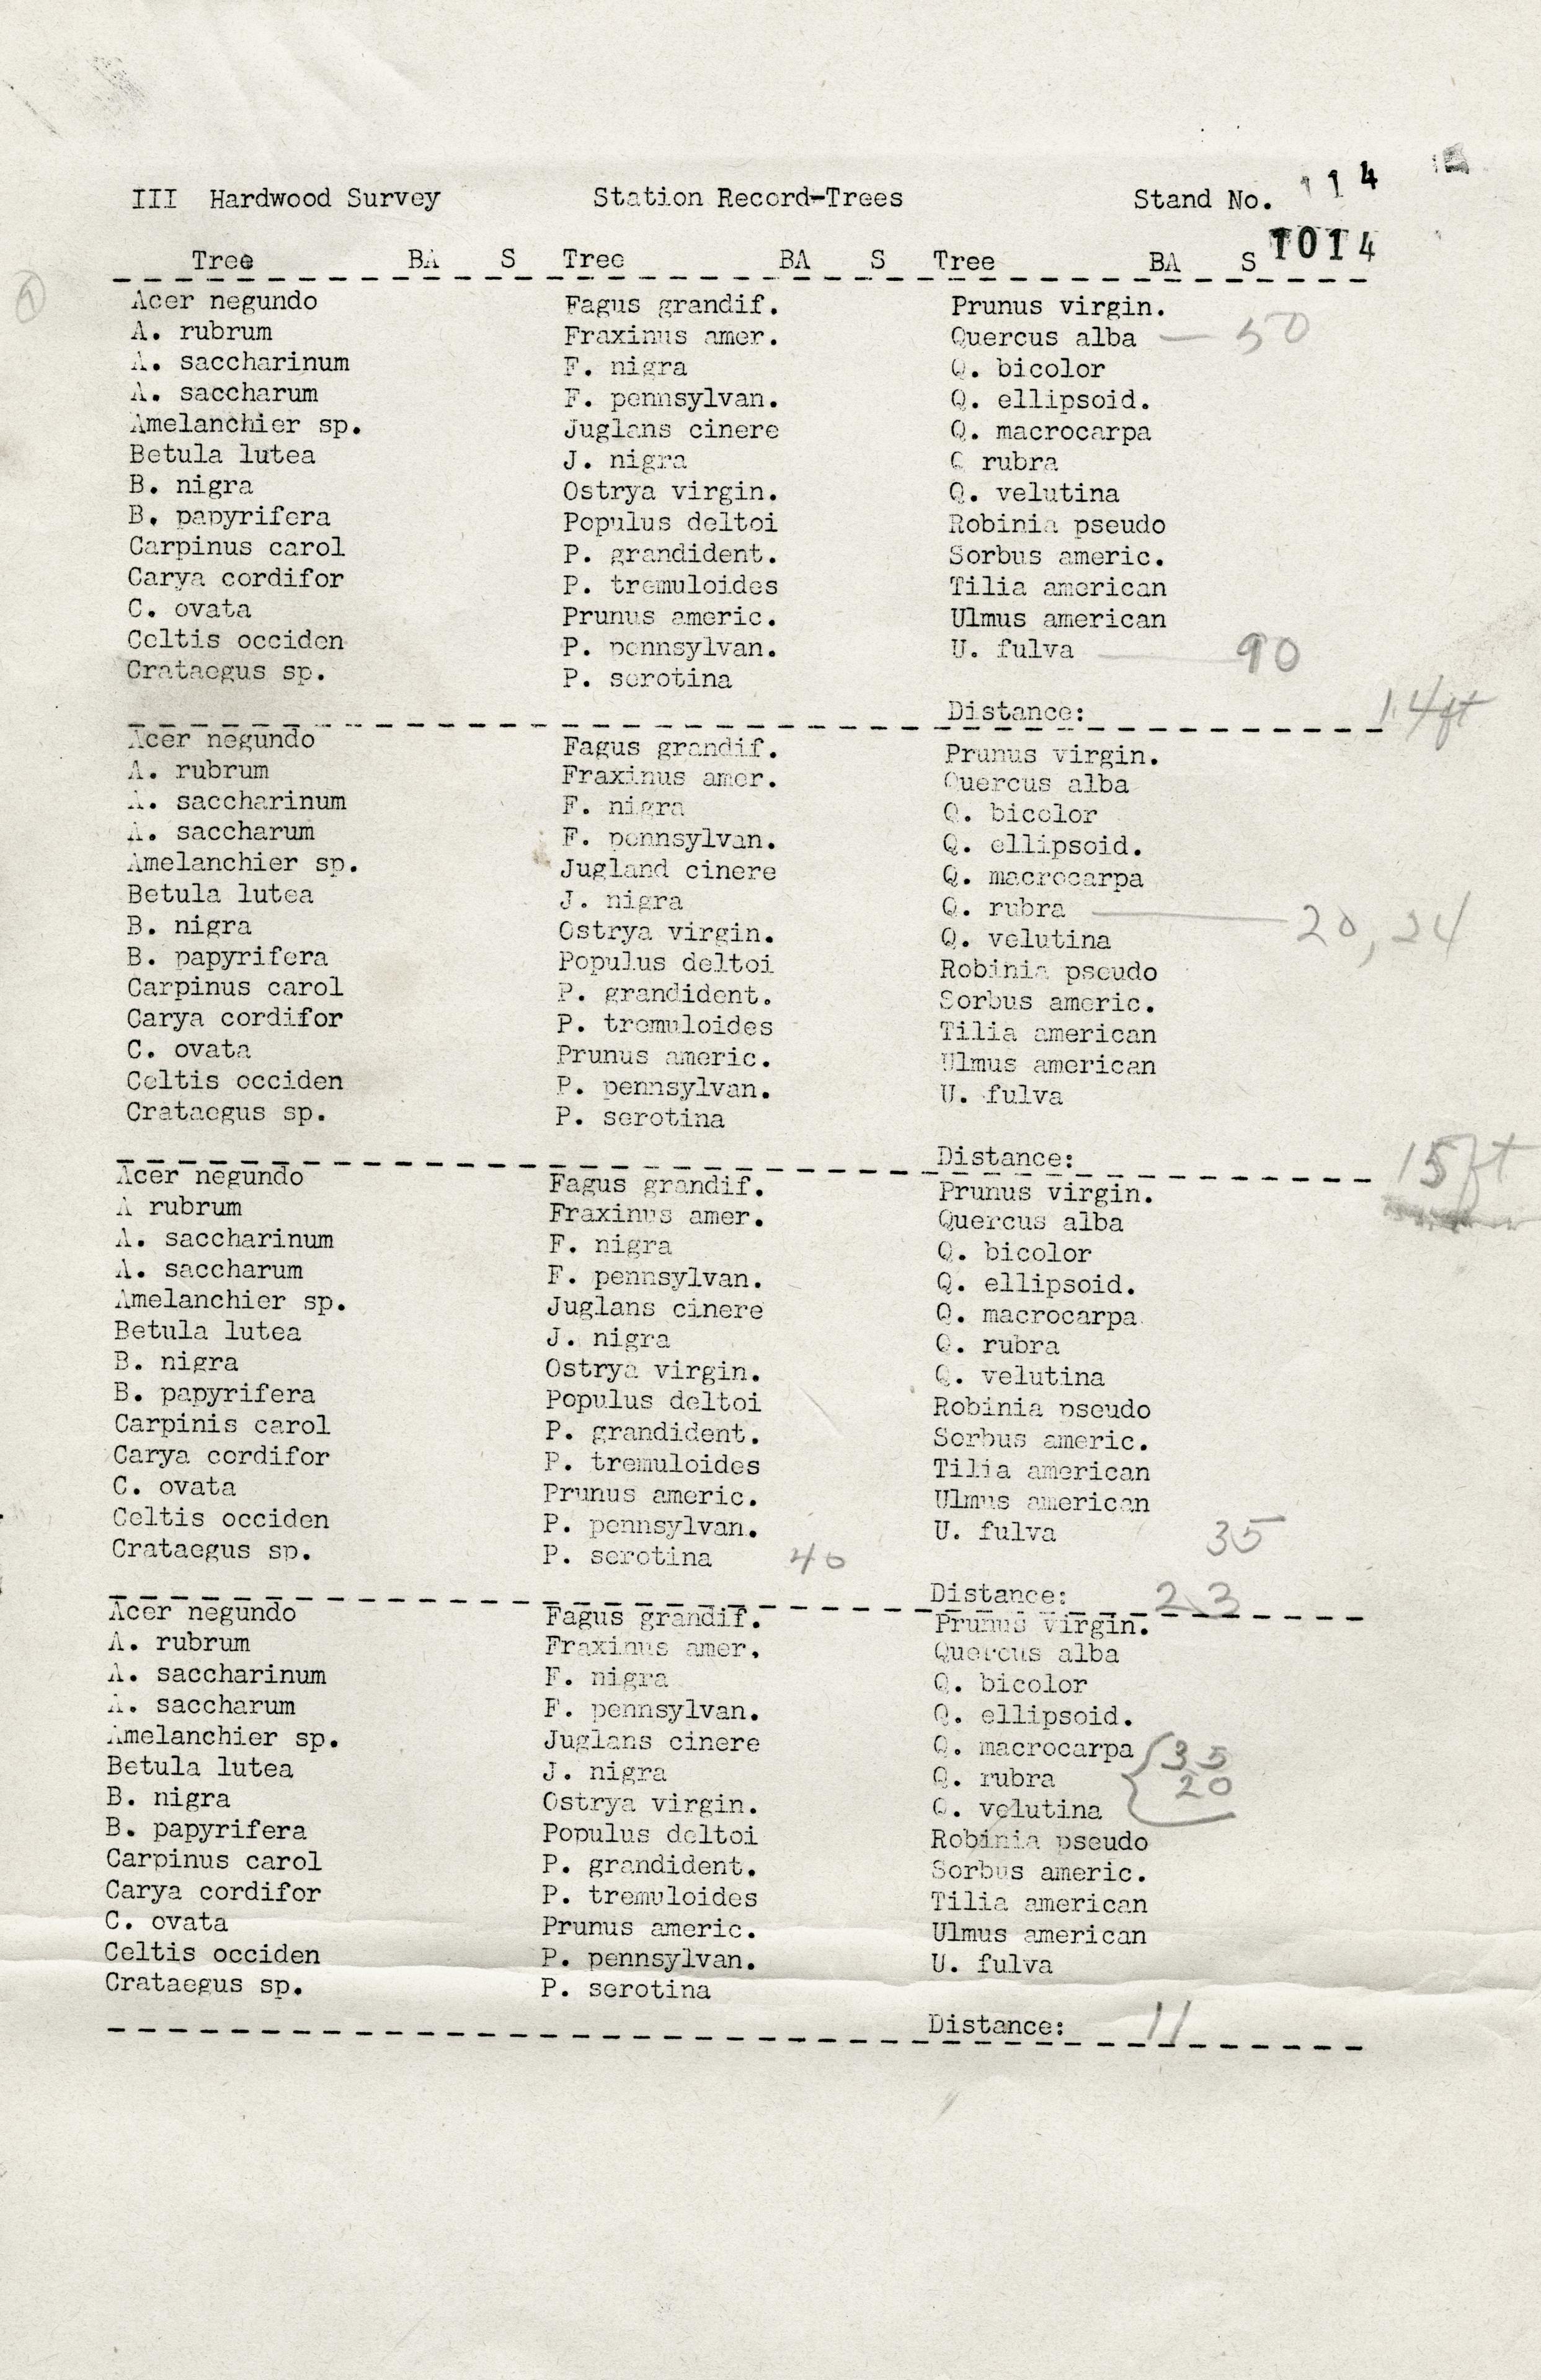 III Hardwood Survey Station Record-Trees Stand No. 114
1014
Tree BA S Tree BA S Tree BA S
Acer negundo Fagus grandif. Prunus virgin.
A. rubrum Fraxinus amer. Quercus alba — 50
A. saccharinum F. nigra Q. bicolor
A. saccharum F. pennsylvan. Q. ellipsoid.
Amelanchier sp. Juglans cinere Q. macrocarpa
Betula lutea J. nigra Q rubra
B. nigra Ostrya virgin. Q. velutina
B. papyrifera Populus deltoi Robinia pseudo
Carpinus carol P. grandident. Sorbus americ.
Carya cordifor P. tremuloides Tilia american
C. ovata Prunus americ. Ulmus american
Celtis occiden P. pennsylvan. U. fulva — 90
Crataegus sp. P. serotina
Distance: 14 ft
Acer negundo Fagus grandif. Prunus virgin.
A. rubrum Fraxinus amer. Quercus alba
A. saccharinum F. nigra Q. bicolor
A. saccharum F. pennsylvan. Q. ellipsoid.
Amelanchier sp. Jugland cinere Q. macrocarpa
Betula lutea J. nigra Q. rubra — 20, 24
B. nigra Ostrya virgin. Q. velutina
B. papyrifera Populus deltoi Robinia pseudo
Carpinus carol P. grandident. Sorbus americ.
Carya cordifor P. tremuloides Tilia american
C. ovata Prunus americ. Ulmus american
Celtis occiden P. pennsylvan. U. fulva
Crataegus sp. P. serotina
Distance: 15 ft
Acer negundo Fagus grandif. Prunus virgin.
A rubrum Fraxinus amer. Quercus alba
A. saccharinum F. nigra Q. bicolor
A. saccharum F. pennsylvan. Q. ellipsoid.
Amelanchier sp. Juglans cinere Q. macrocarpa
Betula lutea J. nigra Q. rubra
B. nigra Ostrya virgin. Q. velutina
B. papyrifera Populus deltoi Robinia pseudo
Carpinis carol P. grandident. Sorbus americ.
Carya cordifor P. tremuloides Tilia american
C. ovata Prunus americ. Ulmus american
Celtis occiden P. pennsylvan. U. fulva 35
Crataegus sp. P. serotina 40
Distance: 23
Acer negundo Fagus grandif. Prunus virgin.
A. rubrum Fraxinus amer. Quercus alba
A. saccharinum F. nigra Q. bicolor
A. saccharum F. pennsylvan. Q. ellipsoid.
Amelanchier sp. Juglans cinere Q. macrocarpa 35
Betula lutea J. nigra Q. rubra 20
B. nigra Ostrya virgin. Q. velutina
B. papyrifera Populus deltoi Robinia pseudo
Carpinus carol P. grandident. Sorbus americ.
Carya cordifor P. tremuloides Tilia american
C. ovata Prunus americ. Ulmus american
Celtis occiden P. pennsylvan. U. fulva
Crataegus sp. P. serotina
Distance: 11